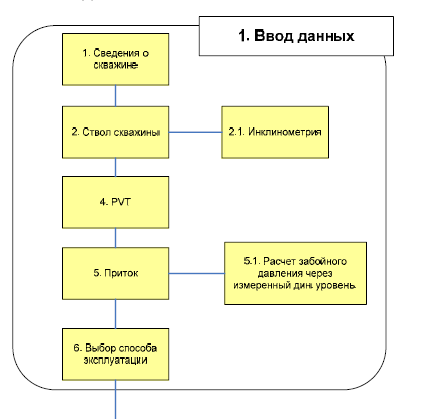 1. Ввод данных
1. Сведения о
скважине
2. Ствол скважины
2.1. Инклинометрия
4. PVT
5. Приток
5.1. Расчет забойного
давления через
измеренный дин. уровень
6. Выбор способа
эксплуатации